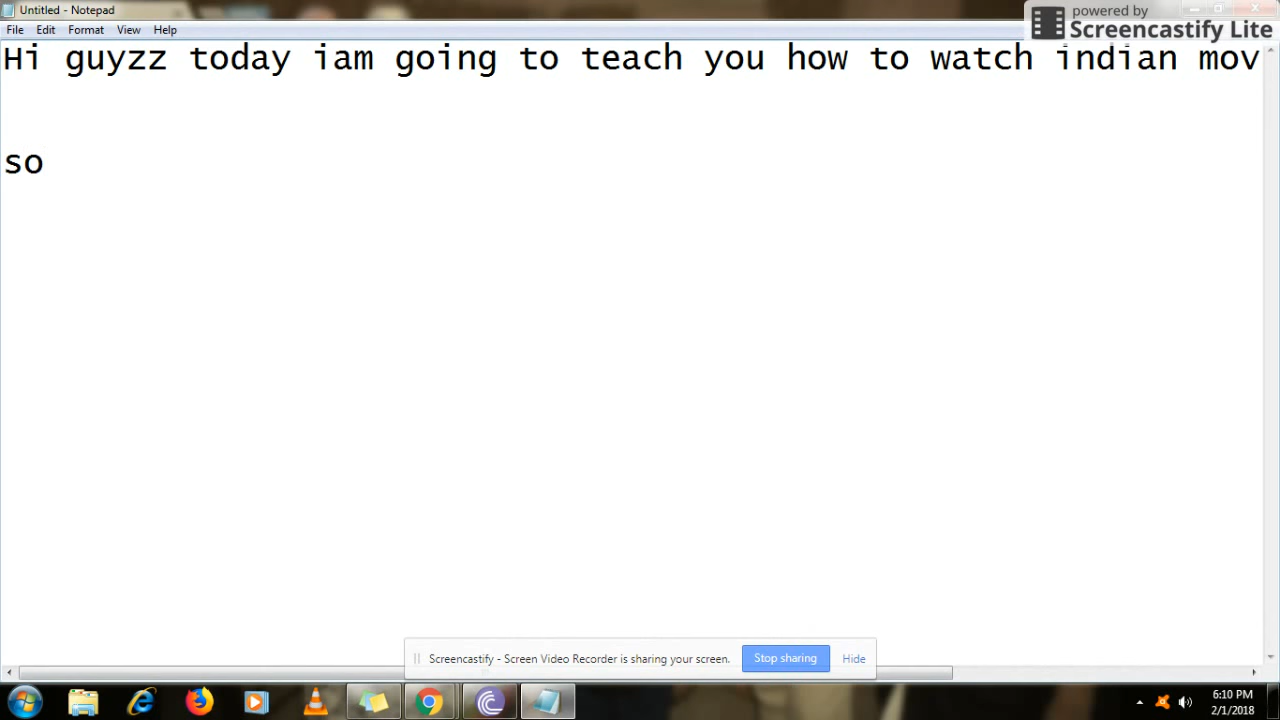 Untitled - Notepad
powered by
Screencastify Lite
File Edit Format View Help
Hi guyzz today iam going to teach you how to watch indian mov
so
Screencastify - Screen Video Recorder is sharing your screen.
Stop sharing
Hide
6:10 PM
2/1/2018